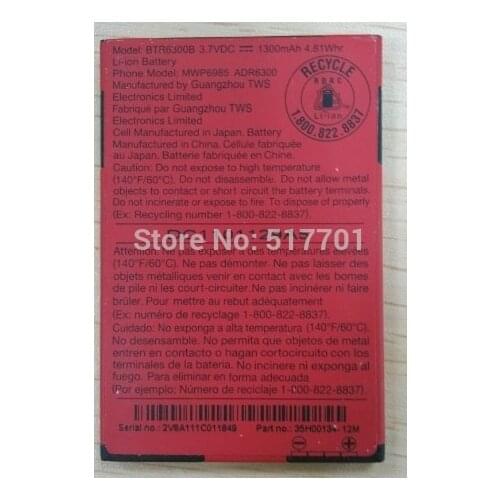 Model: BTR6300B 3.7VDC ⎓ 1300mAh 4.81Whr
Li-ion Battery
Phone Model: MWP6985 ADR6300
Manufactured by Guangzhou TWS
Electronics Limited
Fabriqué par Guangzhou TWS
Electronics Limited
Cell Manufactured in Japan, Battery
Manufactured in China. Cellule fabriquée
au Japan, Batterie fabriquée en Chine.
RECYCLE
RBRC
Li-ion
1.800.822.8837
Caution: Do not expose to high temperature
(140°F/60°C). Do not disassemble. Do not allow metal
objects to contact or short circuit the battery terminals.
Do not incinerate or expose to fire. Dispose of properly
(Ex: Recycling number 1-800-822-8837).
Store No: 517701
Attention: Ne pas exposer à des températures élevées
(140°F/60°C). Ne pas démonter. Ne pas laisser des
objets métalliques venir en contact avec les bornes de
pile ni les court-circuiter. Ne pas incinérer ni faire
brûler. Pour mettre au rebut adéquatement
(Ex: numéro de recyclage 1-800-822-8837).
Cuidado: No exponga a alta temperatura (140°F/60°C).
No desensamble. No permita que objetos de metal
entren en contacto o hagan cortocircuito con los
terminales de la bateria. No incinere ni exponga al
fuego. Para eliminar en forma adecuada
(Por ejemplo: Número de reciclaje 1-800-822-8837).
Serial no.: 2V8A111C011849 Part no.: 35H00134-12M